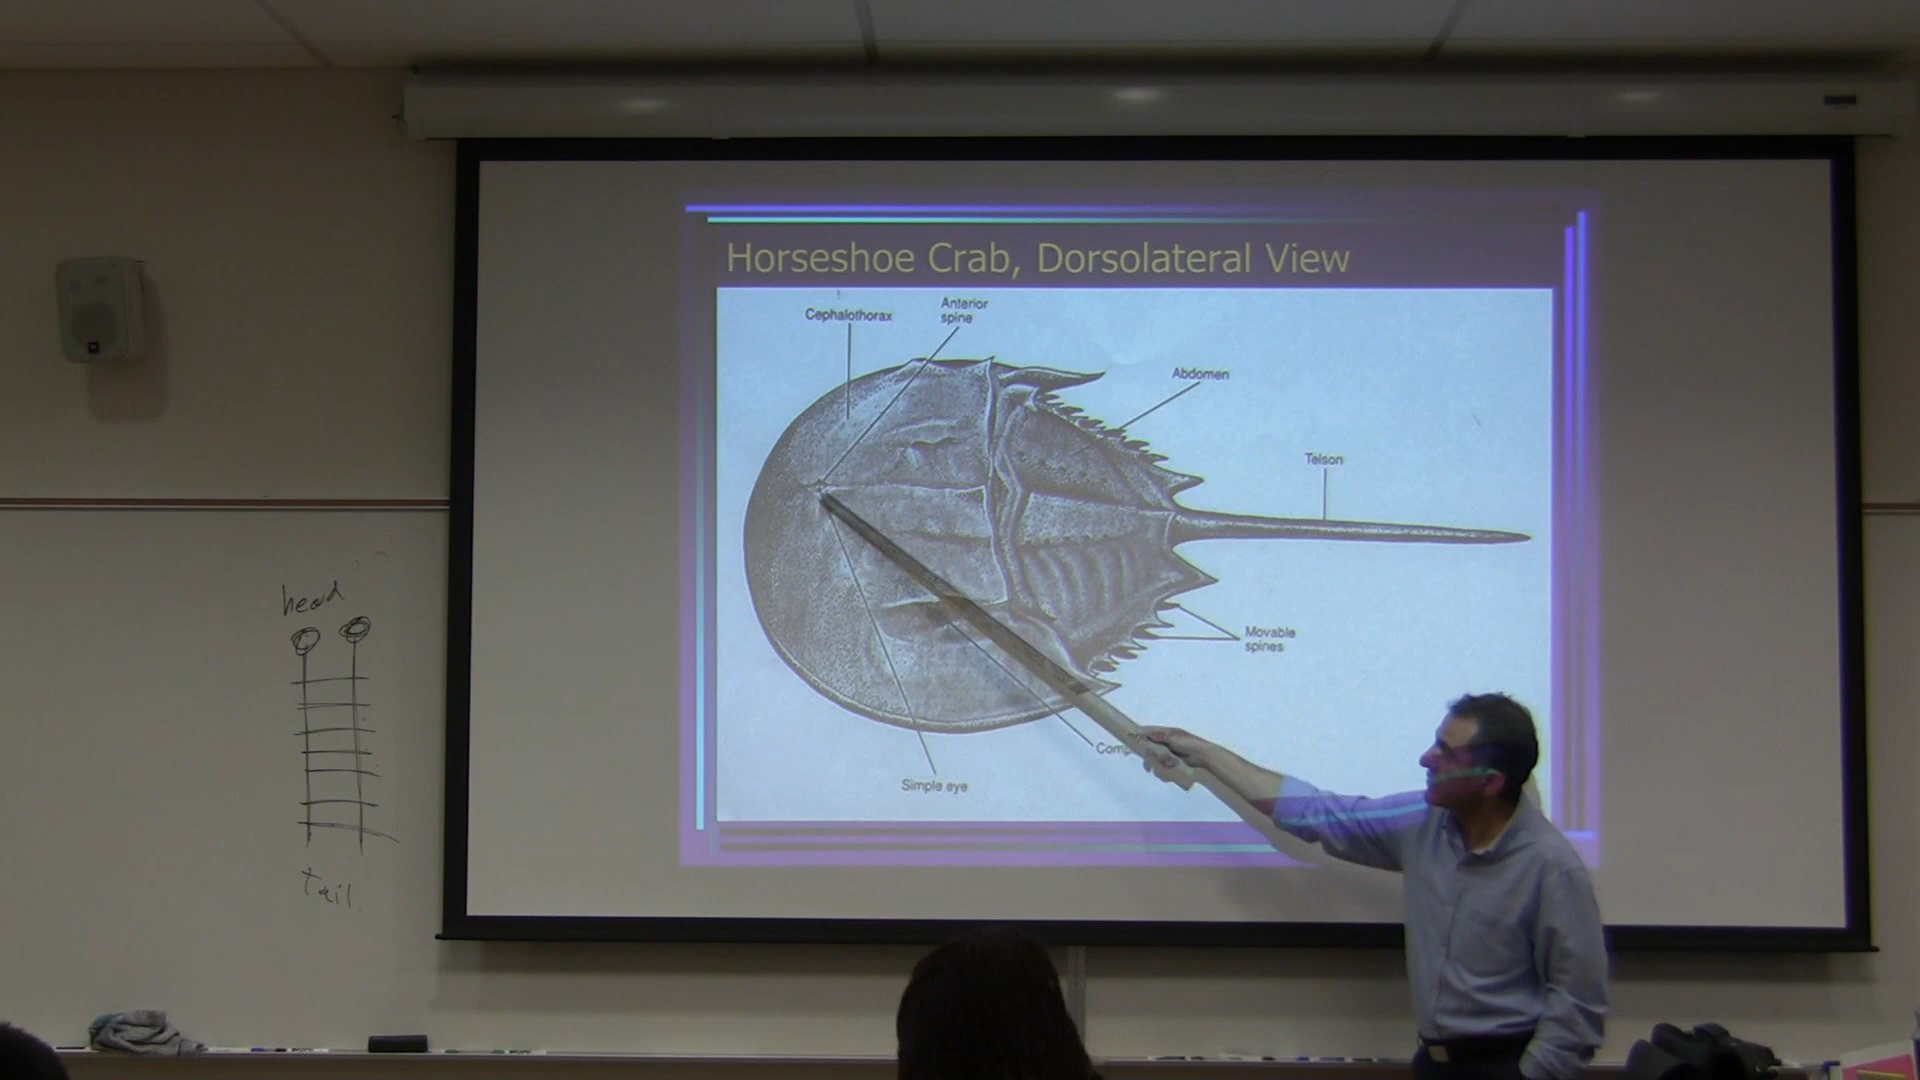 Horseshoe Crab, Dorsolateral View
Cephalothorax
Anterior
spine
Abdomen
Telson
Movable
spines
Simple eye
head
tail